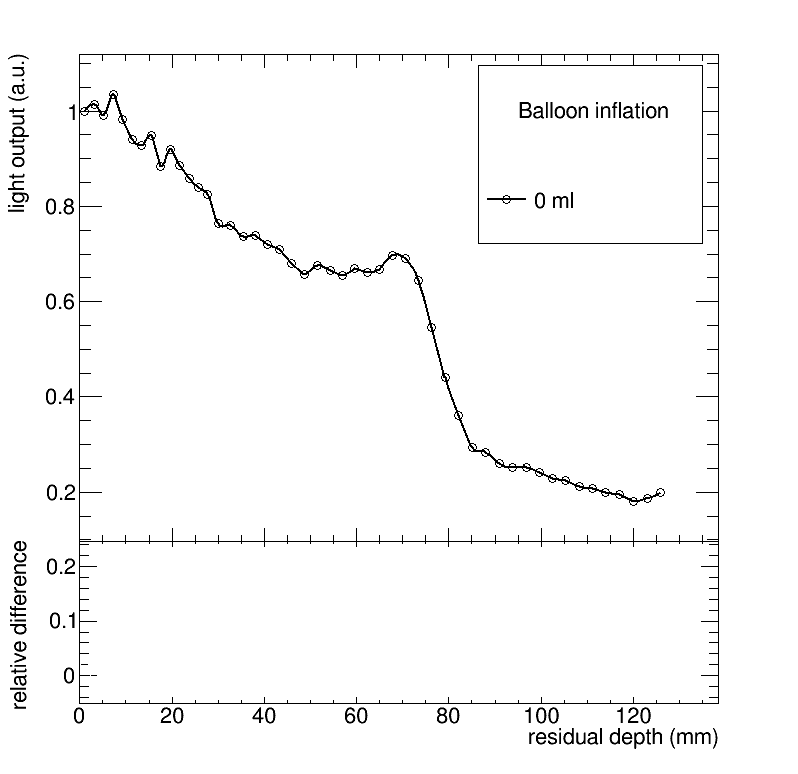 light output (a.u.)
1
0.8
0.6
0.4
0.2
Balloon inflation
0 ml
relative difference
0.2
0.1
0
0 20 40 60 80 100 120
residual depth (mm)